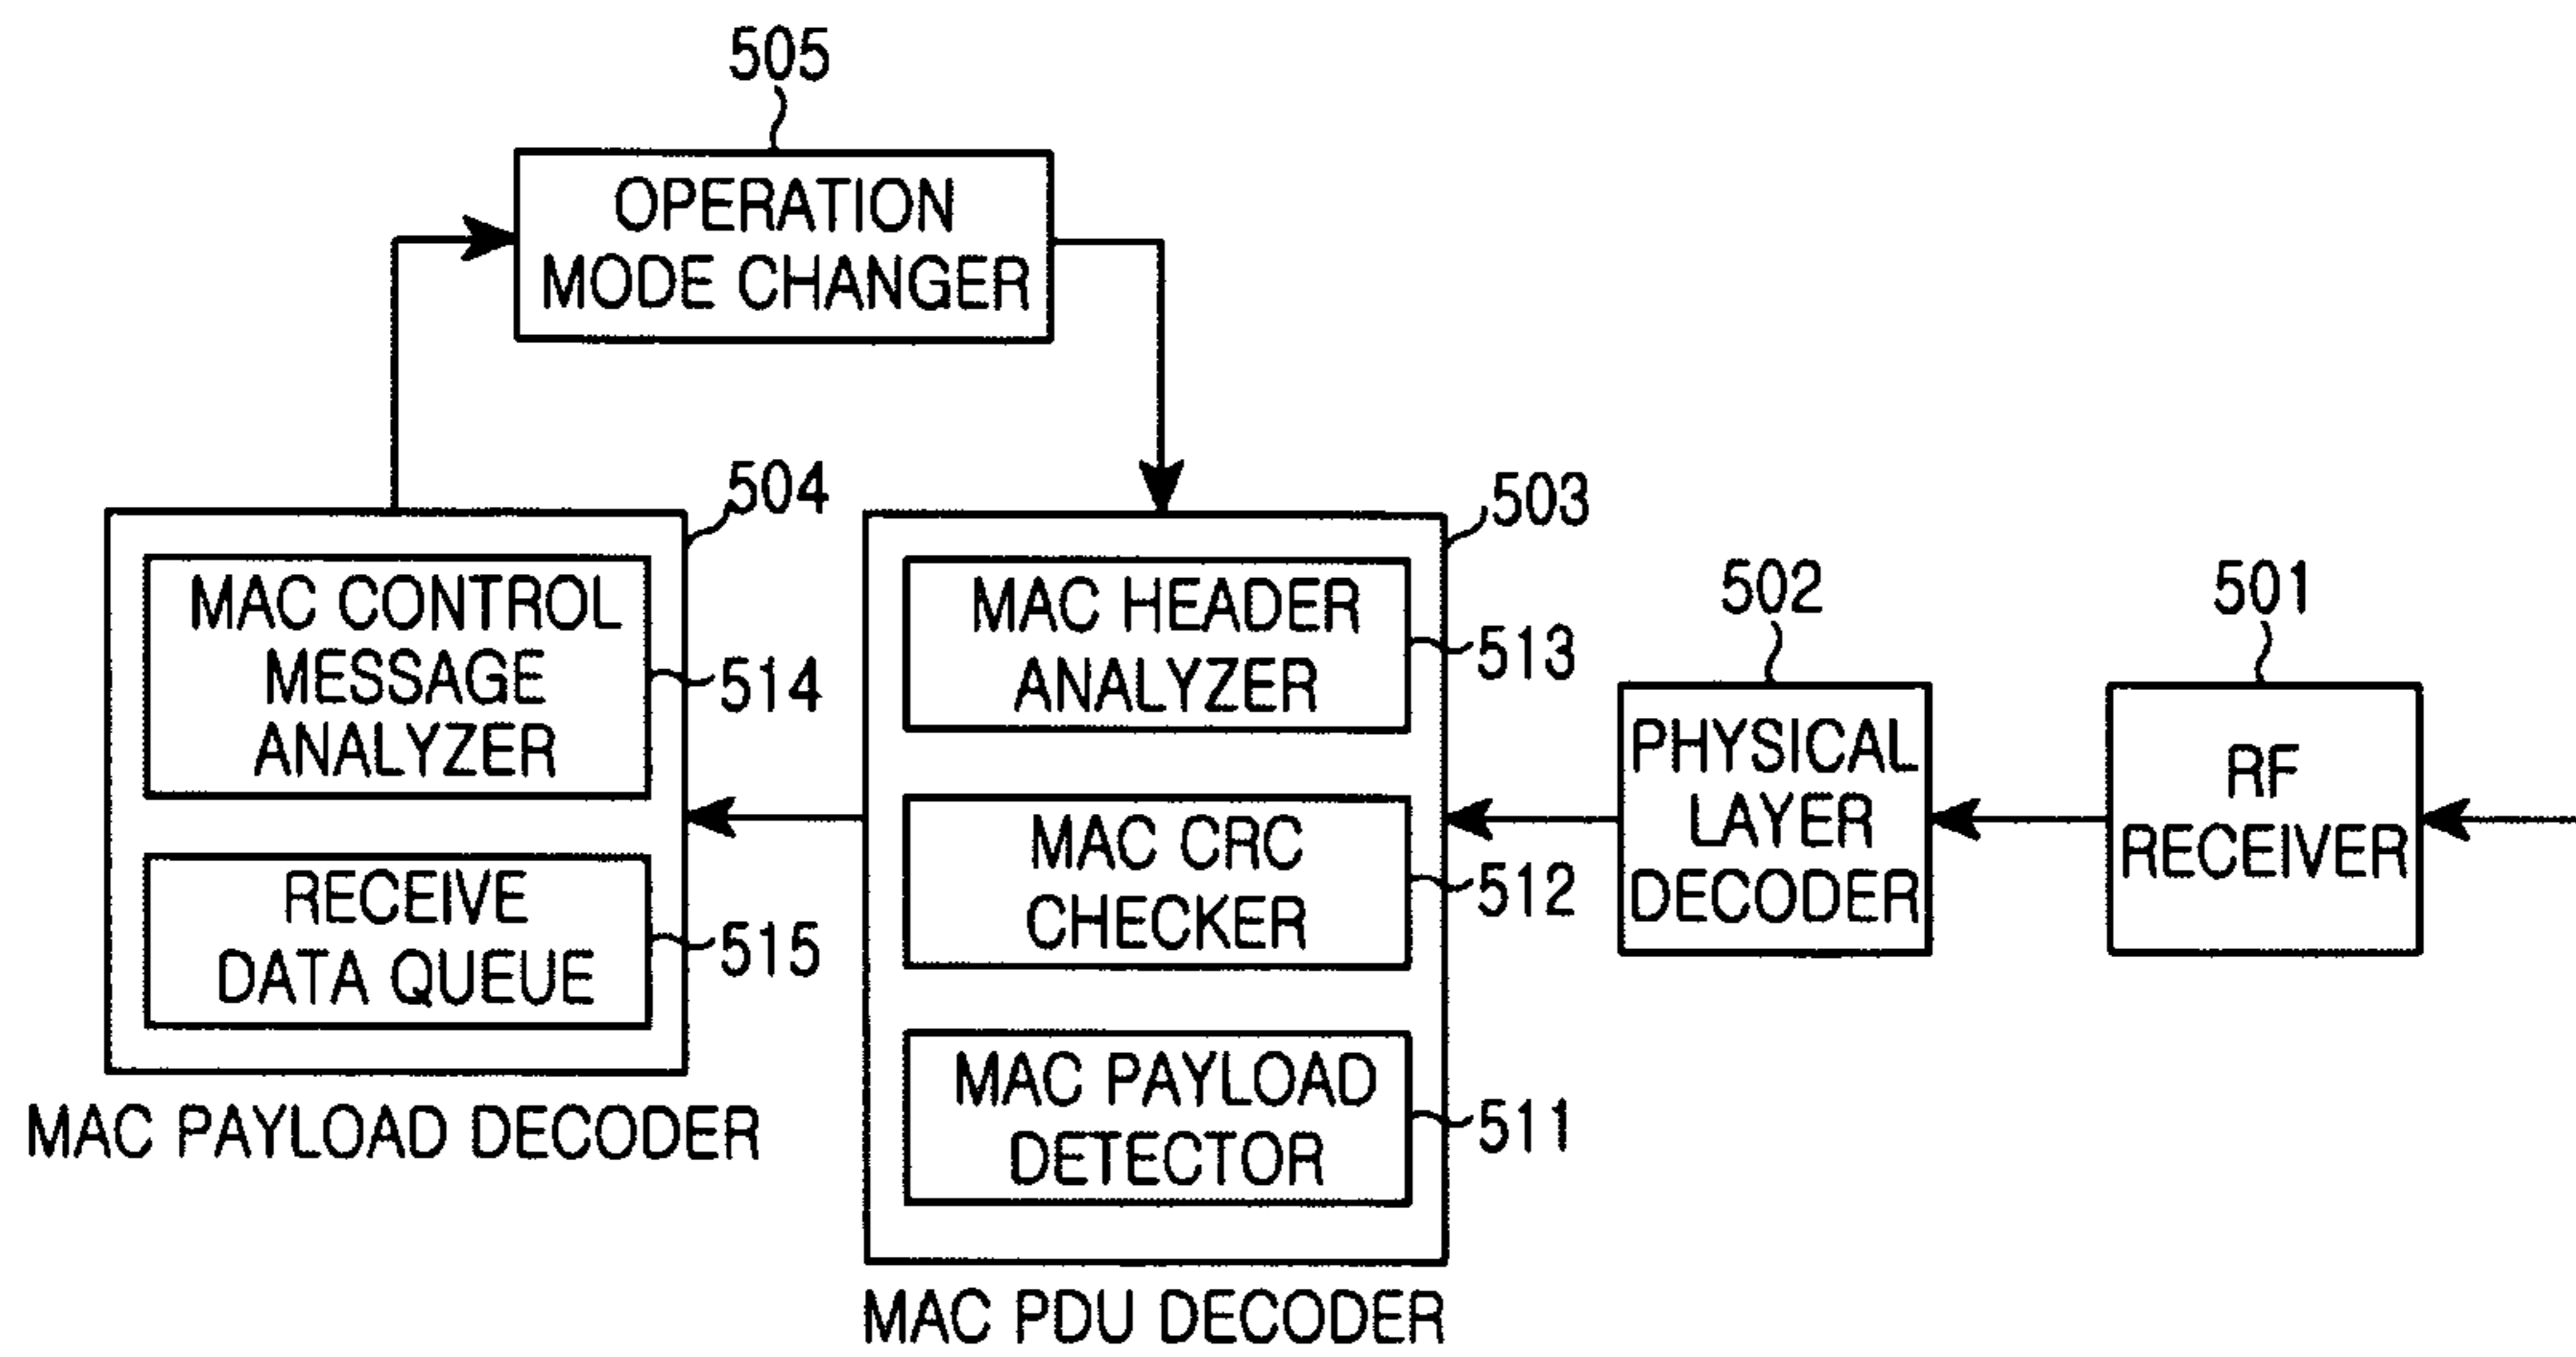 505
OPERATION
MODE CHANGER
504
MAC CONTROL
MESSAGE
ANALYZER
514
RECEIVE
DATA QUEUE
515
MAC PAYLOAD DECODER
503
MAC HEADER
ANALYZER
513
MAC CRC
CHECKER
512
MAC PAYLOAD
DETECTOR
511
MAC PDU DECODER
502
PHYSICAL
LAYER
DECODER
501
RF
RECEIVER